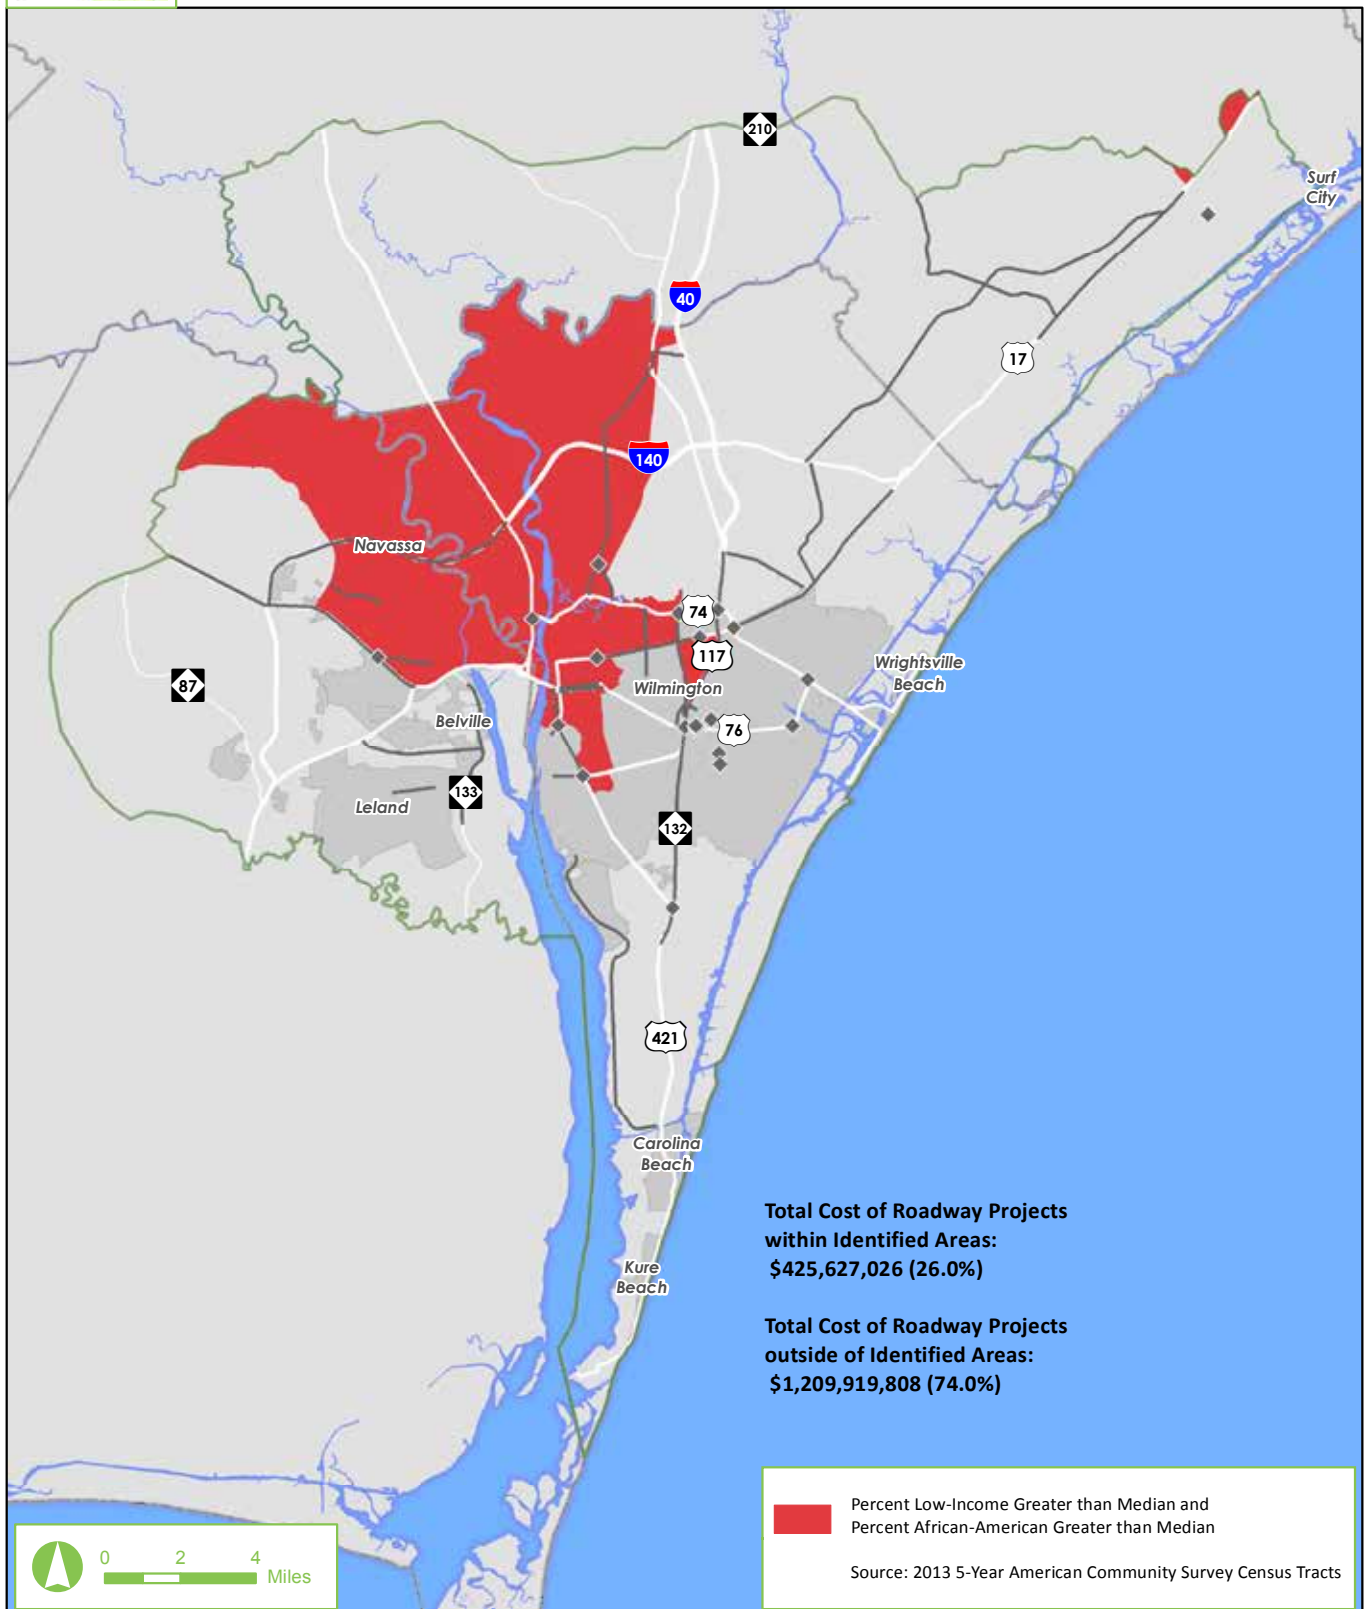 210
Surf
City
40
17
140
Navassa
74
117
Wrightsville
Beach
87
Wilmington
Belville
76
133
Leland
132
421
Carolina
Beach
Total Cost of Roadway Projects
within Identified Areas:
$425,627,026 (26.0%)
Kure
Beach
Total Cost of Roadway Projects
outside of Identified Areas:
$1,209,919,808 (74.0%)
Percent Low-Income Greater than Median and
Percent African-American Greater than Median
Source: 2013 5-Year American Community Survey Census Tracts
0 2 4
Miles